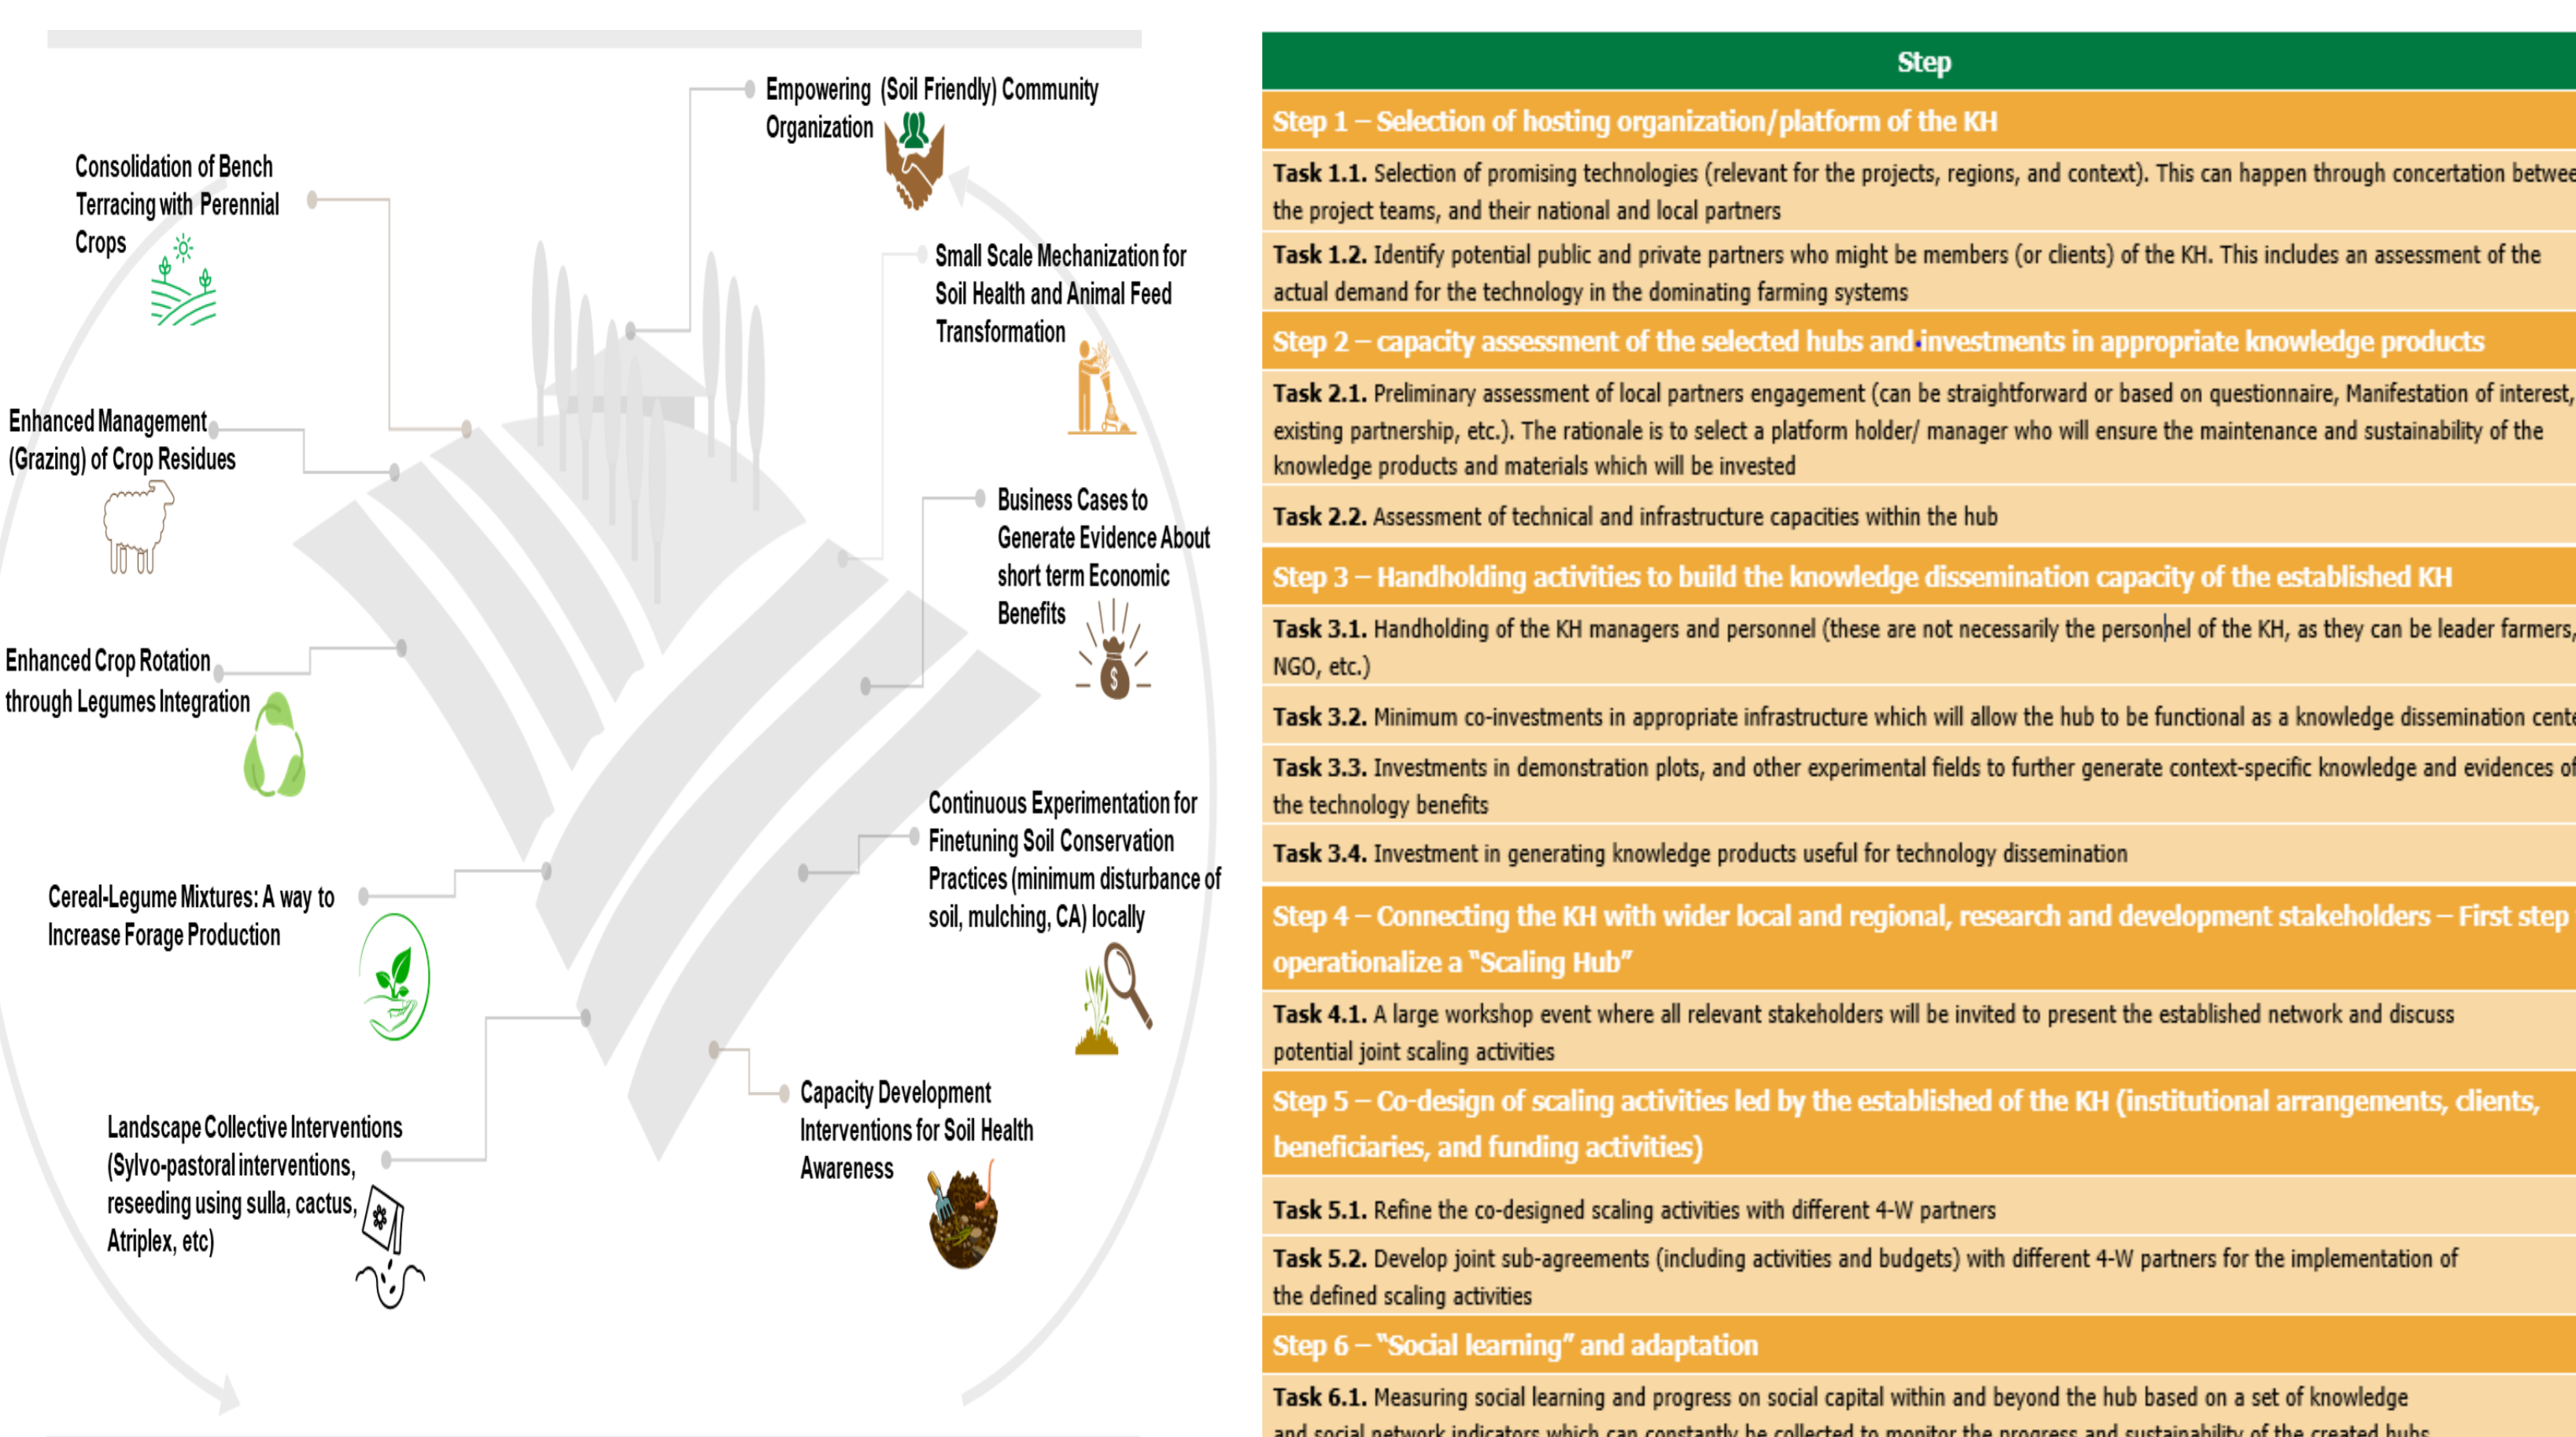 Empowering (Soil Friendly) Community
Organization
Consolidation of Bench
Terracing with Perennial
Crops
Small Scale Mechanization for
Soil Health and Animal Feed
Transformation
Enhanced Management
(Grazing) of Crop Residues
Business Cases to
Generate Evidence About
short term Economic
Benefits
$
Enhanced Crop Rotation
through Legumes Integration
Continuous Experimentation for
Finetuning Soil Conservation
Practices (minimum disturbance of
soil, mulching, CA) locally
Cereal-Legume Mixtures: A way to
Increase Forage Production
Capacity Development
Interventions for Soil Health
Awareness
Landscape Collective Interventions
(Sylvo-pastoral interventions,
reseeding using sulla, cactus,
Atriplex, etc)
Step
Step 1 – Selection of hosting organization/platform of the KH
Task 1.1. Selection of promising technologies (relevant for the projects, regions, and context). This can happen through concertation betwee
the project teams, and their national and local partners
Task 1.2. Identify potential public and private partners who might be members (or clients) of the KH. This includes an assessment of the
actual demand for the technology in the dominating farming systems
Step 2 – capacity assessment of the selected hubs and investments in appropriate knowledge products
Task 2.1. Preliminary assessment of local partners engagement (can be straightforward or based on questionnaire, Manifestation of interest,
existing partnership, etc.). The rationale is to select a platform holder/ manager who will ensure the maintenance and sustainability of the
knowledge products and materials which will be invested
Task 2.2. Assessment of technical and infrastructure capacities within the hub
Step 3 – Handholding activities to build the knowledge dissemination capacity of the established KH
Task 3.1. Handholding of the KH managers and personnel (these are not necessarily the personnel of the KH, as they can be leader farmers,
NGO, etc.)
Task 3.2. Minimum co-investments in appropriate infrastructure which will allow the hub to be functional as a knowledge dissemination cente
Task 3.3. Investments in demonstration plots, and other experimental fields to further generate context-specific knowledge and evidences of
the technology benefits
Task 3.4. Investment in generating knowledge products useful for technology dissemination
Step 4 – Connecting the KH with wider local and regional, research and development stakeholders – First step
operationalize a "Scaling Hub"
Task 4.1. A large workshop event where all relevant stakeholders will be invited to present the established network and discuss
potential joint scaling activities
Step 5 – Co-design of scaling activities led by the established of the KH (institutional arrangements, clients,
beneficiaries, and funding activities)
Task 5.1. Refine the co-designed scaling activities with different 4-W partners
Task 5.2. Develop joint sub-agreements (including activities and budgets) with different 4-W partners for the implementation of
the defined scaling activities
Step 6 – "Social learning" and adaptation
Task 6.1. Measuring social learning and progress on social capital within and beyond the hub based on a set of knowledge
and social network indicators which can constantly be collected to monitor the progress and sustainability of the created hubs